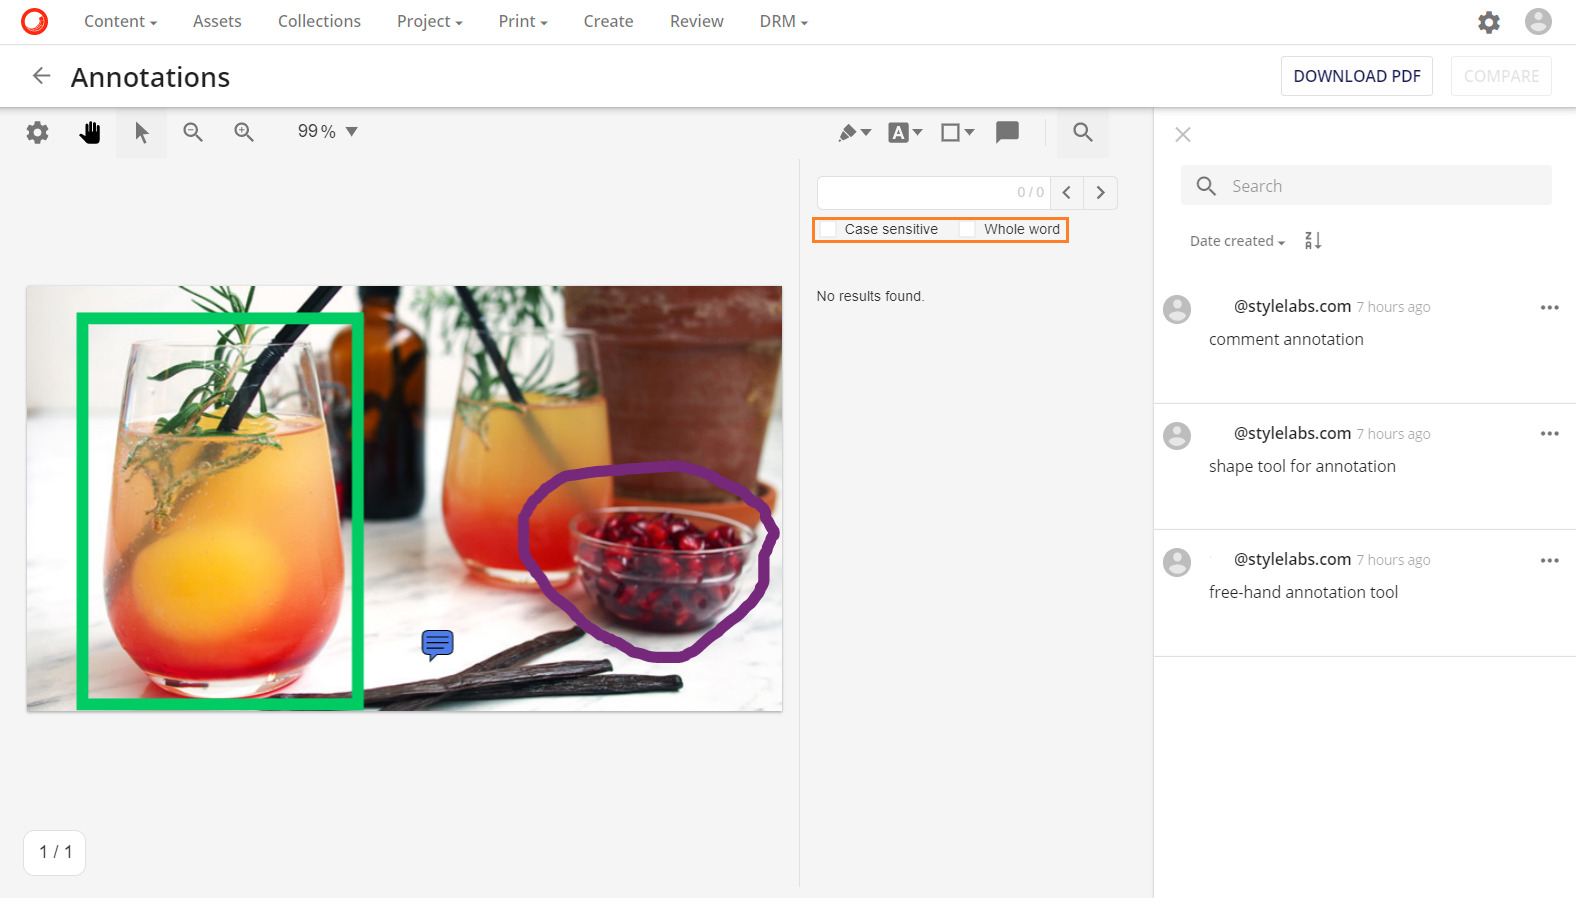 Content Assets Collections Project Print Create Review DRM
Annotations
DOWNLOAD PDF COMPARE
99%
0 / 0
Case sensitive Whole word
No results found.
1 / 1
Search
Date created Z A
@stylelabs.com 7 hours ago
comment annotation
@stylelabs.com 7 hours ago
shape tool for annotation
@stylelabs.com 7 hours ago
free-hand annotation tool